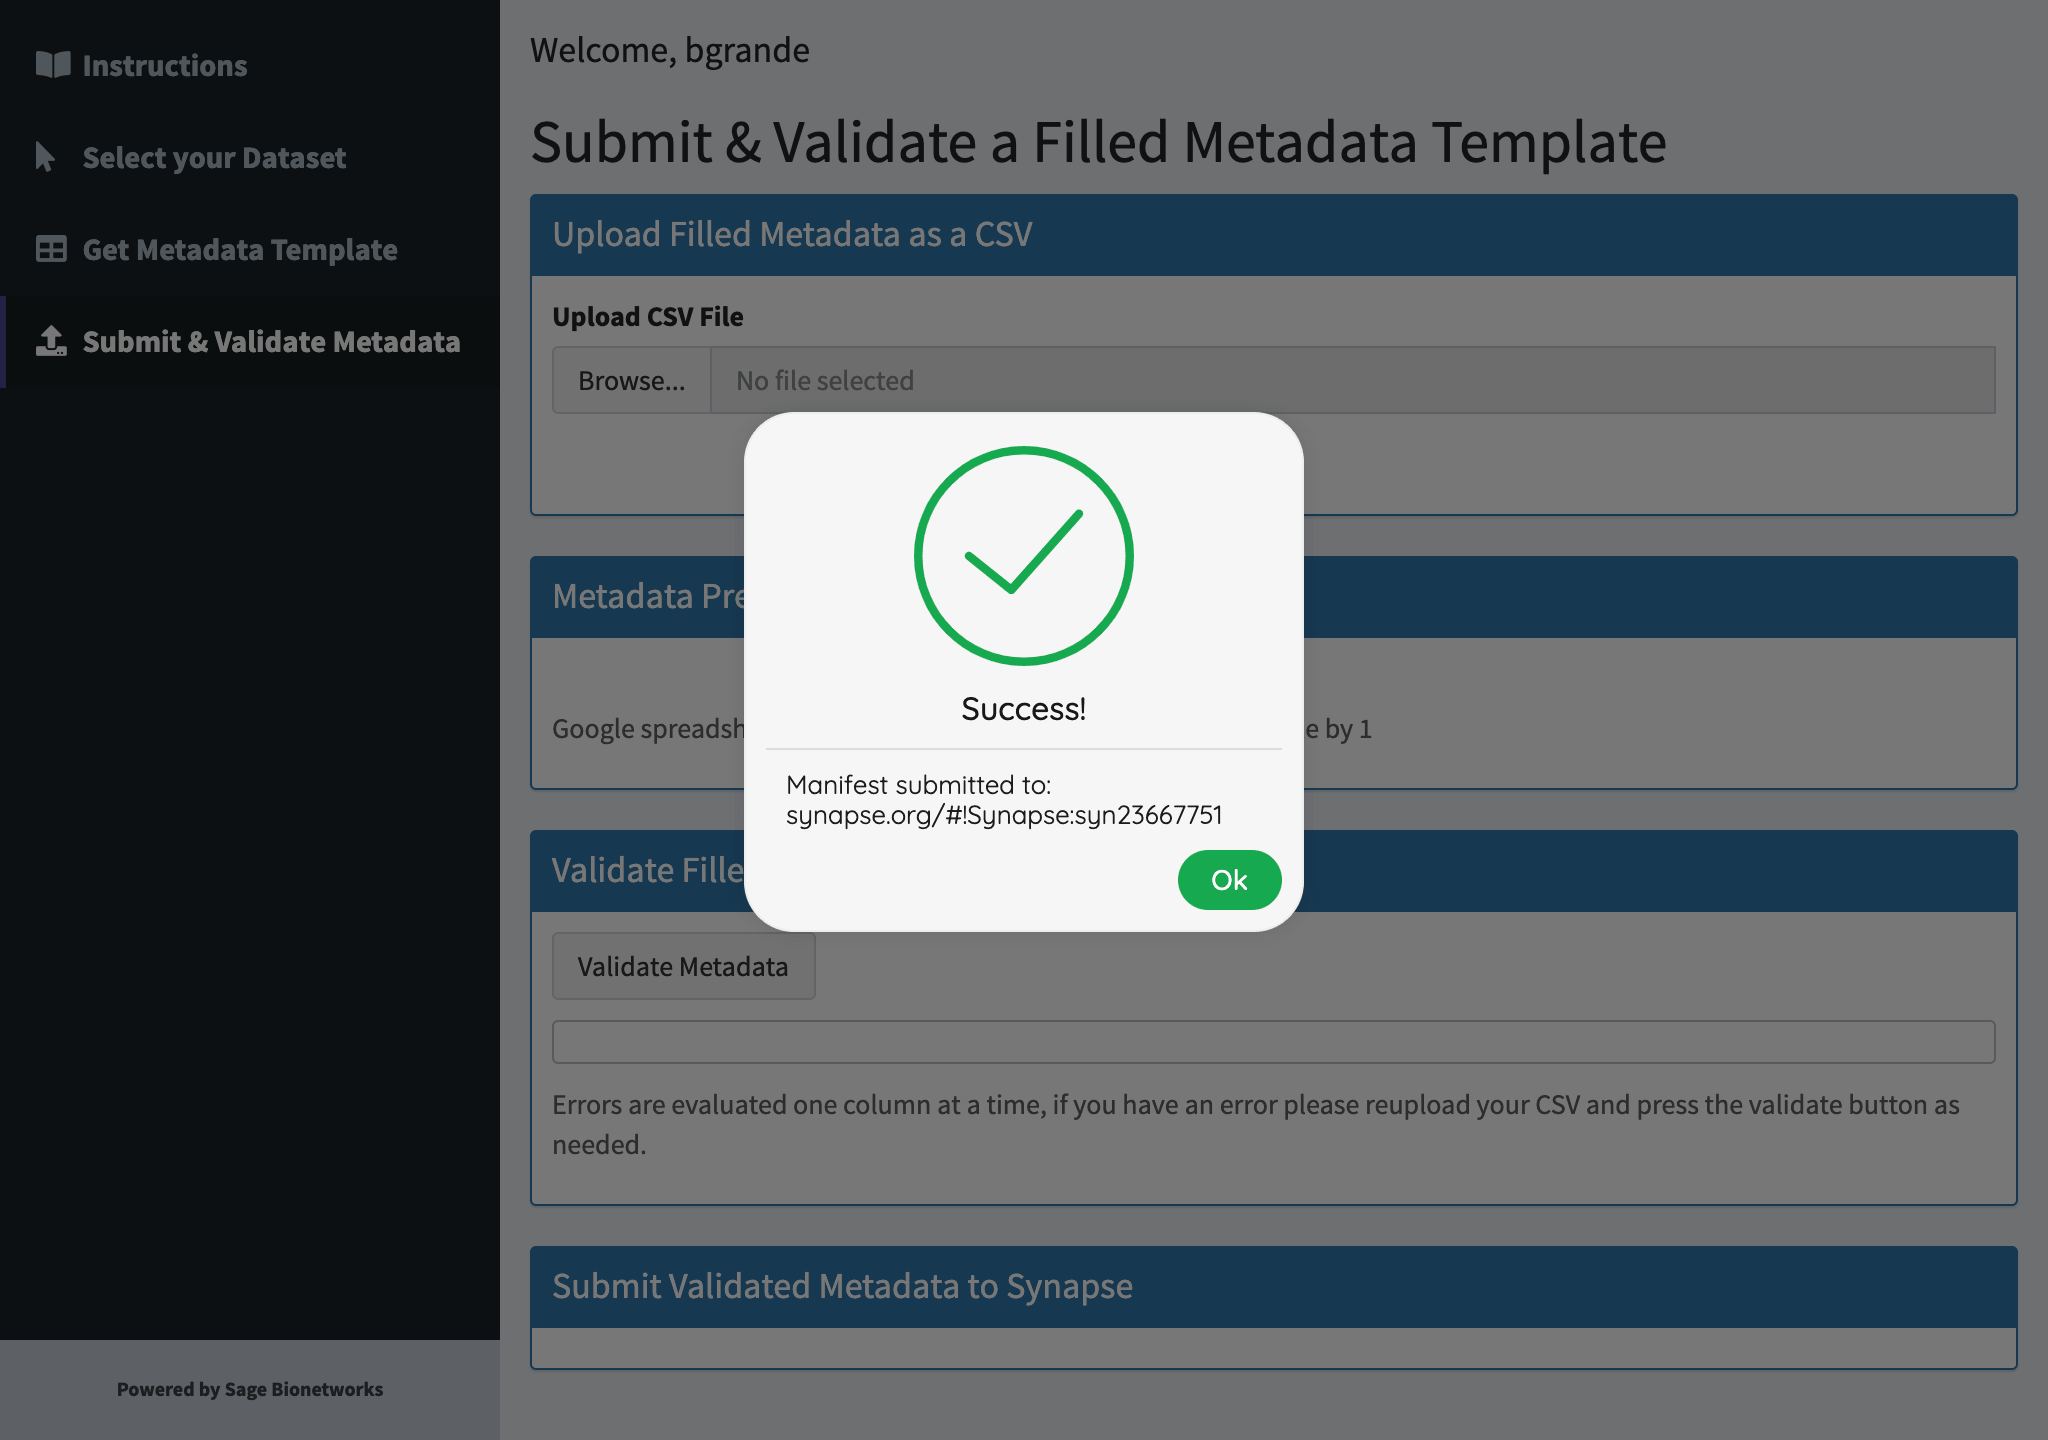 Instructions
Select your Dataset
Get Metadata Template
Submit & Validate Metadata
Powered by Sage Bionetworks
Welcome, bgrande
Submit & Validate a Filled Metadata Template
Upload Filled Metadata as a CSV
Upload CSV File
Browse... No file selected
Success!
Manifest submitted to:
synapse.org/#!Synapse:syn23667751
Ok
Metadata
Google by 1
Validate
Validate Metadata
Errors are evaluated one column at a time, if you have an error please reupload your CSV and press the validate button as
needed.
Submit Validated Metadata to Synapse